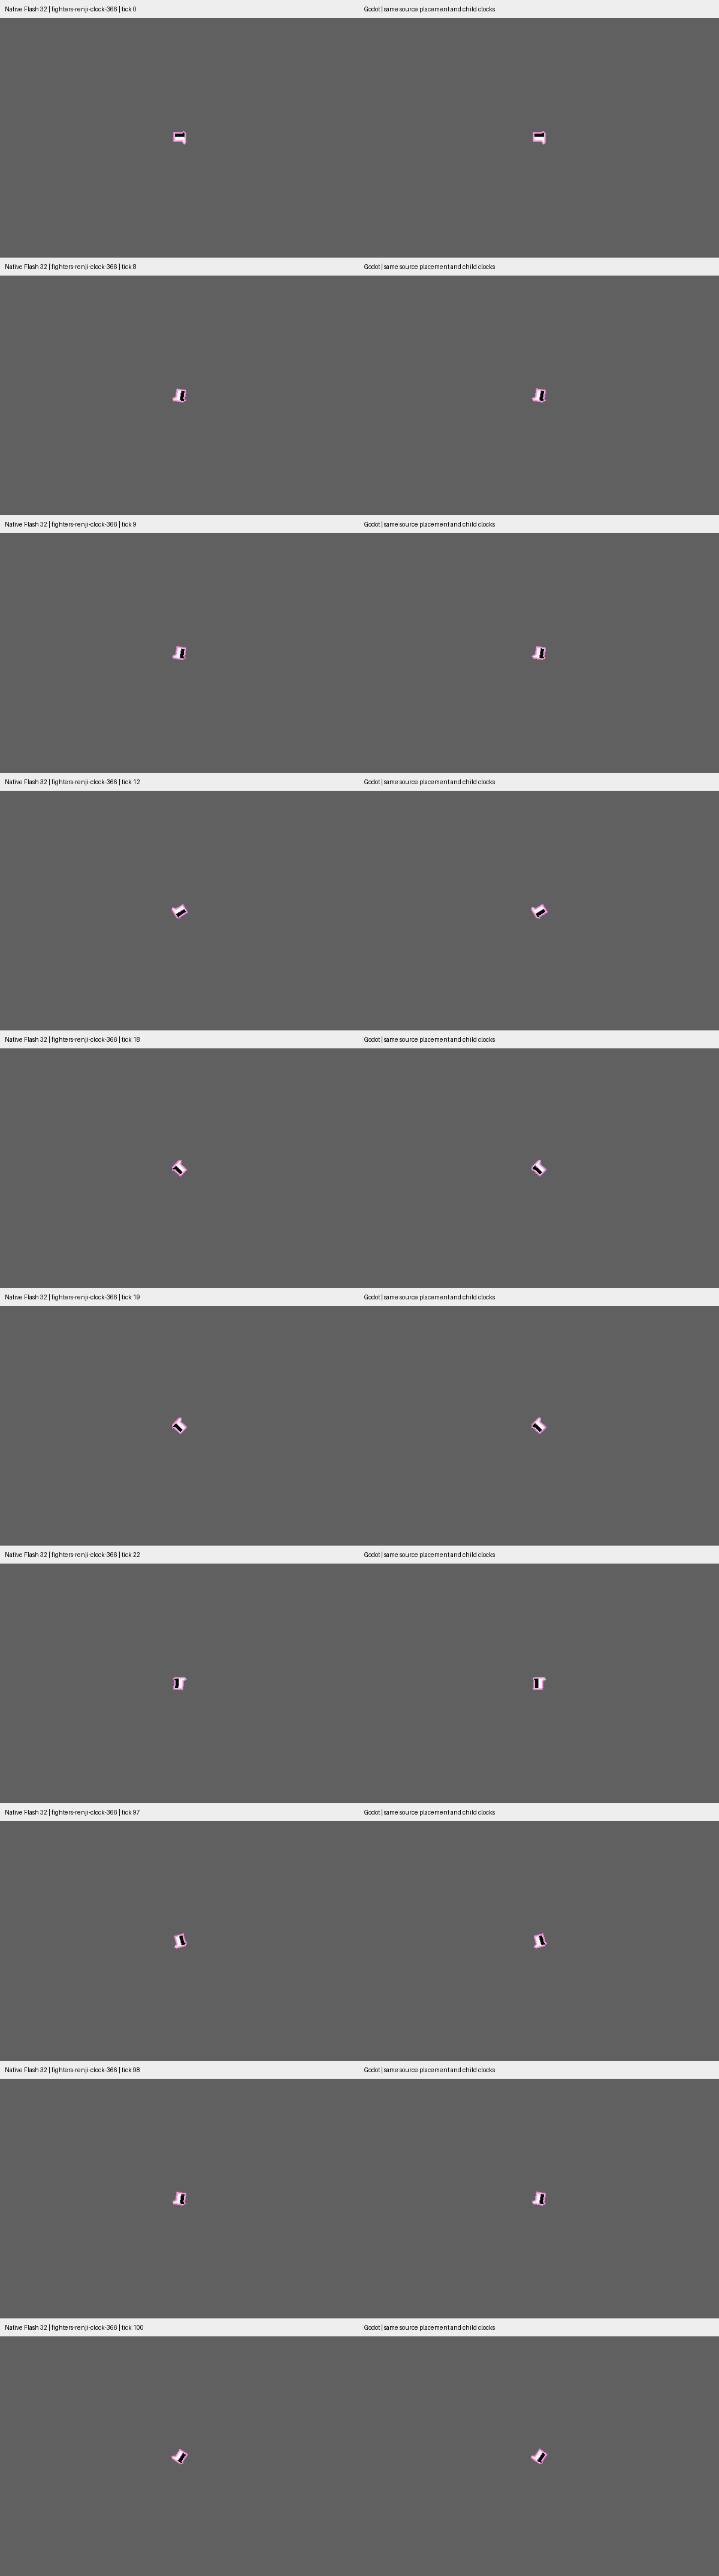 Native Flash 32 | fighters-renji-clock-366 | tick 0
Godot | same source placement and child clocks
Native Flash 32 | fighters-renji-clock-366 | tick 8
Godot | same source placement and child clocks
Native Flash 32 | fighters-renji-clock-366 | tick 9
Godot | same source placement and child clocks
Native Flash 32 | fighters-renji-clock-366 | tick 12
Godot | same source placement and child clocks
Native Flash 32 | fighters-renji-clock-366 | tick 18
Godot | same source placement and child clocks
Native Flash 32 | fighters-renji-clock-366 | tick 19
Godot | same source placement and child clocks
Native Flash 32 | fighters-renji-clock-366 | tick 22
Godot | same source placement and child clocks
Native Flash 32 | fighters-renji-clock-366 | tick 97
Godot | same source placement and child clocks
Native Flash 32 | fighters-renji-clock-366 | tick 98
Godot | same source placement and child clocks
Native Flash 32 | fighters-renji-clock-366 | tick 100
Godot | same source placement and child clocks